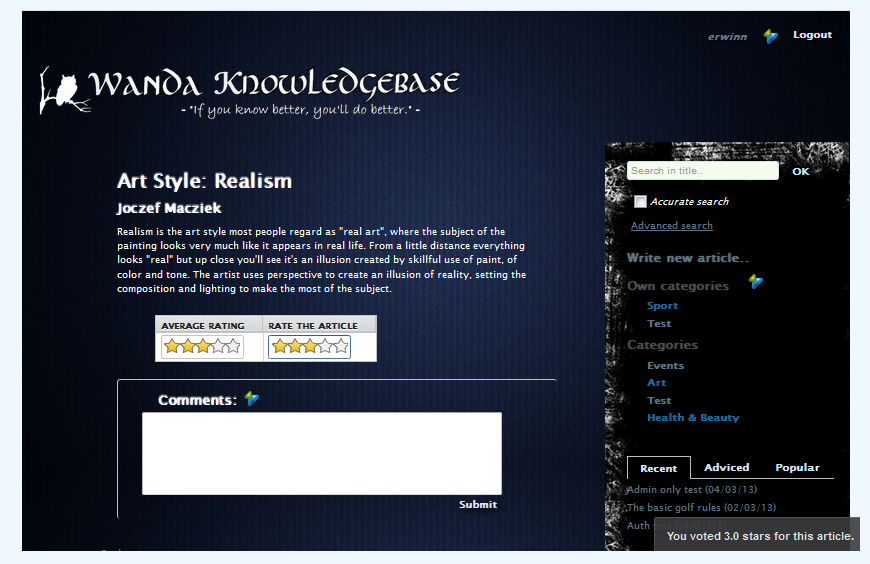 erwinn
Logout
Wanda Knowledgebase
- "If you know better, you'll do better." -
Art Style: Realism
Joczef Macziek
Realism is the art style most people regard as "real art", where the subject of the
painting looks very much like it appears in real life. From a little distance everything
looks "real" but up close you'll see it's an illusion created by skillful use of paint, of
color and tone. The artist uses perspective to create an illusion of reality, setting the
composition and lighting to make the most of the subject.
AVERAGE RATING RATE THE ARTICLE
Comments:
Submit
Search in title.. OK
Accurate search
Advanced search
Write new article..
Own categories
Sport
Test
Categories
Events
Art
Test
Health & Beauty
Recent Adviced Popular
Admin only test (04/03/13)
The basic golf rules (02/03/13)
Auth
You voted 3.0 stars for this article.